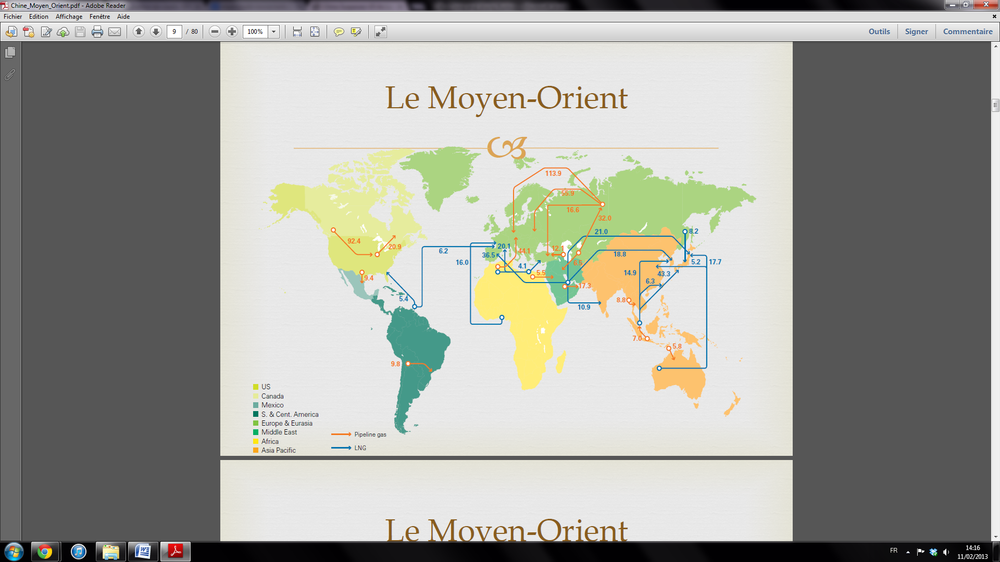 Chine_Moyen_Orient.pdf - Adobe Reader
Fichier Edition Affichage Fenêtre Aide
9 / 80 100% Outils Signer Commentaire
Le Moyen-Orient
113.9
55.9
16.6
32.0
21.0
8.2
92.4
20.9
6.2
20.1
12.1
44.1
36.5
18.8
16.0
4.1
6.5
5.2
17.7
5.5
14.9
43.3
9.4
6.3
17.3
5.4
8.8
10.9
7.0
5.8
9.8
US
Canada
Mexico
S. & Cent. America
Europe & Eurasia
Middle East
Africa
Asia Pacific
Pipeline gas
LNG
Le Moyen-Orient
FR
14:16
11/02/2013